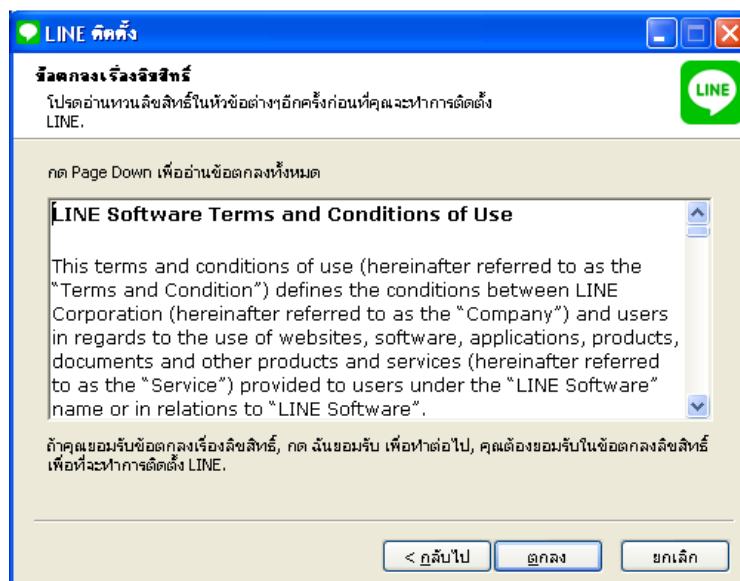 LINE ติดตั้ง
ข้อตกลงเรื่องลิขสิทธิ์
โปรดอ่านทวนลิขสิทธิ์ในหัวข้อต่างๆอีกครั้งก่อนที่คุณจะทำการติดตั้ง
LINE.
LINE
กด Page Down เพื่ออ่านข้อตกลงทั้งหมด
LINE Software Terms and Conditions of Use
This terms and conditions of use (hereinafter referred to as the
“Terms and Condition”) defines the conditions between LINE
Corporation (hereinafter referred to as the “Company”) and users
in regards to the use of websites, software, applications, products,
documents and other products and services (hereinafter referred
to as the “Service”) provided to users under the “LINE Software”
name or in relations to “LINE Software”.
ถ้าคุณยอมรับข้อตกลงเรื่องลิขสิทธิ์, กด ฉันยอมรับ เพื่อทำต่อไป, คุณต้องยอมรับในข้อตกลงลิขสิทธิ์
เพื่อที่จะทำการติดตั้ง LINE.
< กลับไป
ตกลง
ยกเลิก